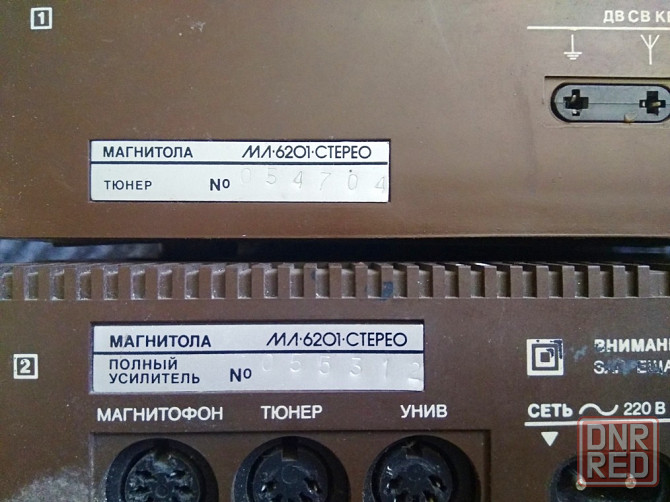 1
ДВ СВ К
МАГНИТОЛА МЛ·6201·СТЕРЕО
ТЮНЕР № 054704
2
МАГНИТОЛА МЛ·6201·СТЕРЕО
ПОЛНЫЙ
УСИЛИТЕЛЬ № 055312
ВНИМАН
МАГНИТОФОН ТЮНЕР УНИВ
СЕТЬ 220 В
DNR
RED